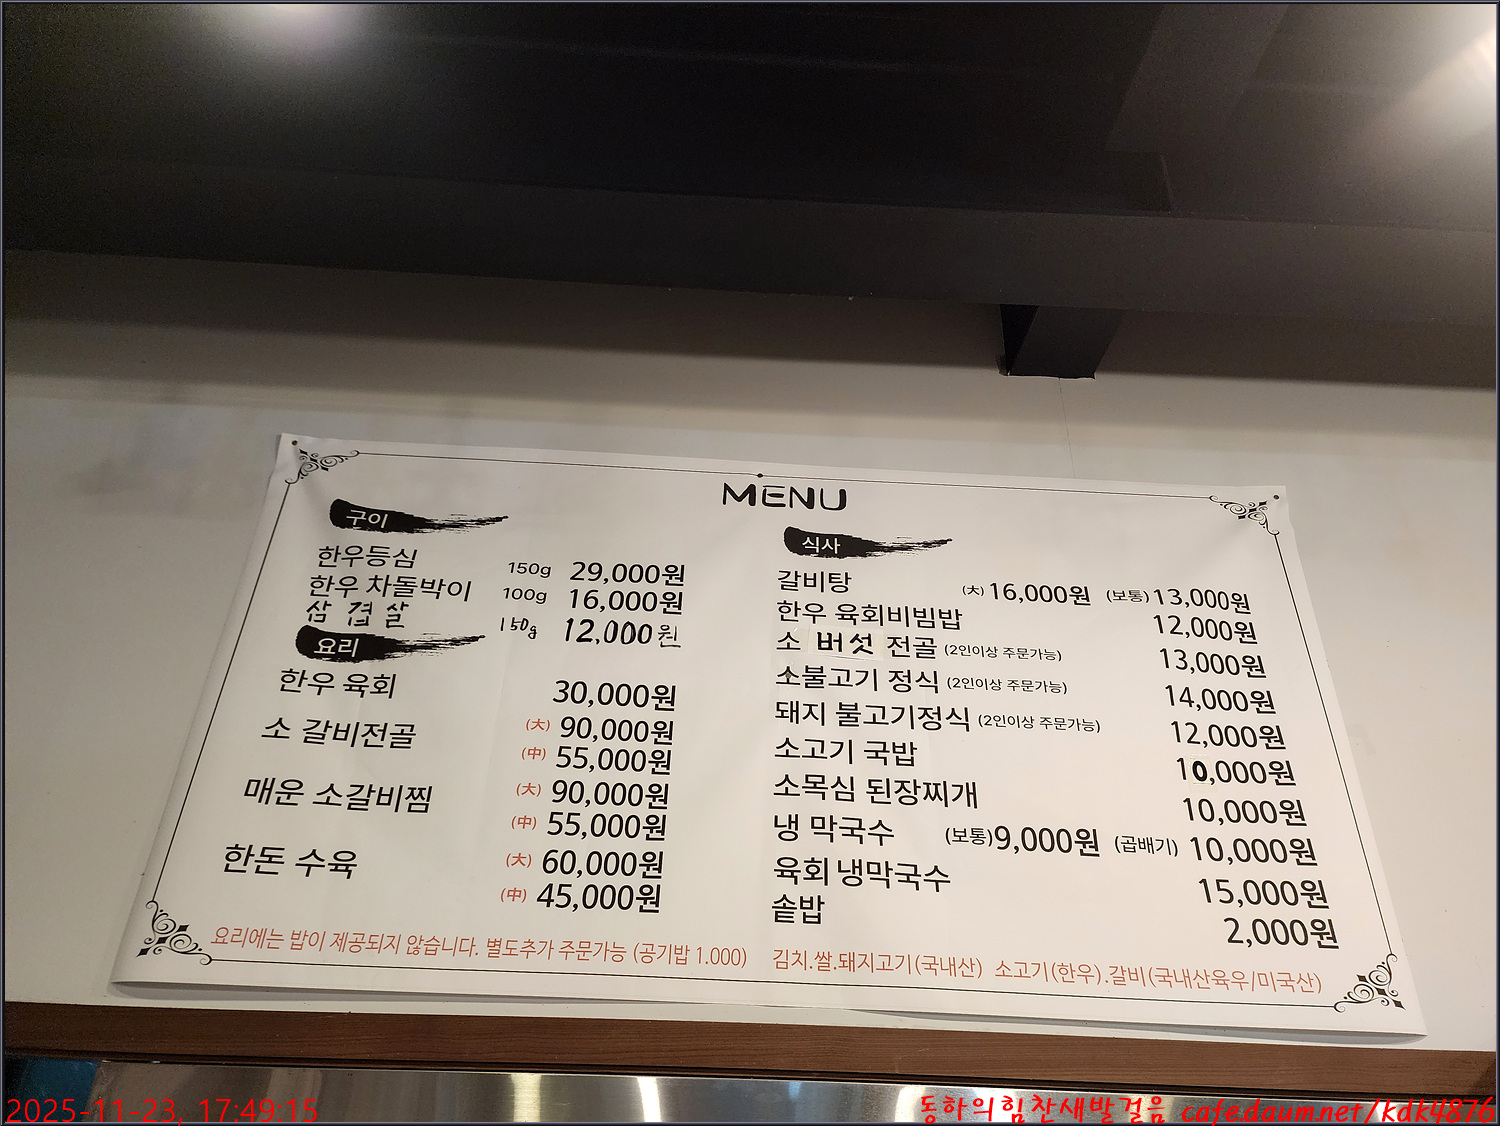 MENU
구이
한우등심 150g 29,000원
한우 차돌박이 100g 16,000원
삼겹살 150g 12,000원
요리
한우 육회 30,000원
소 갈비전골 (大) 90,000원
(中) 55,000원
매운 소갈비찜 (大) 90,000원
(中) 55,000원
한돈 수육 (大) 60,000원
(中) 45,000원
요리에는 밥이 제공되지 않습니다. 별도추가 주문가능 (공기밥 1.000)
식사
갈비탕 (大) 16,000원 (보통) 13,000원
한우 육회비빔밥 12,000원
소 버섯 전골 (2인이상 주문가능) 13,000원
소불고기 정식 (2인이상 주문가능) 14,000원
돼지 불고기정식 (2인이상 주문가능) 12,000원
소고기 국밥 10,000원
소목심 된장찌개 10,000원
냉 막국수 (보통) 9,000원 (곱배기) 10,000원
육회 냉막국수 15,000원
솥밥 2,000원
김치.쌀.돼지고기(국내산) 소고기(한우).갈비(국내산육우/미국산)
2025-11-23, 17:49:15
동하의힘찬새발걸음 cafe.daum.net/kdk4876